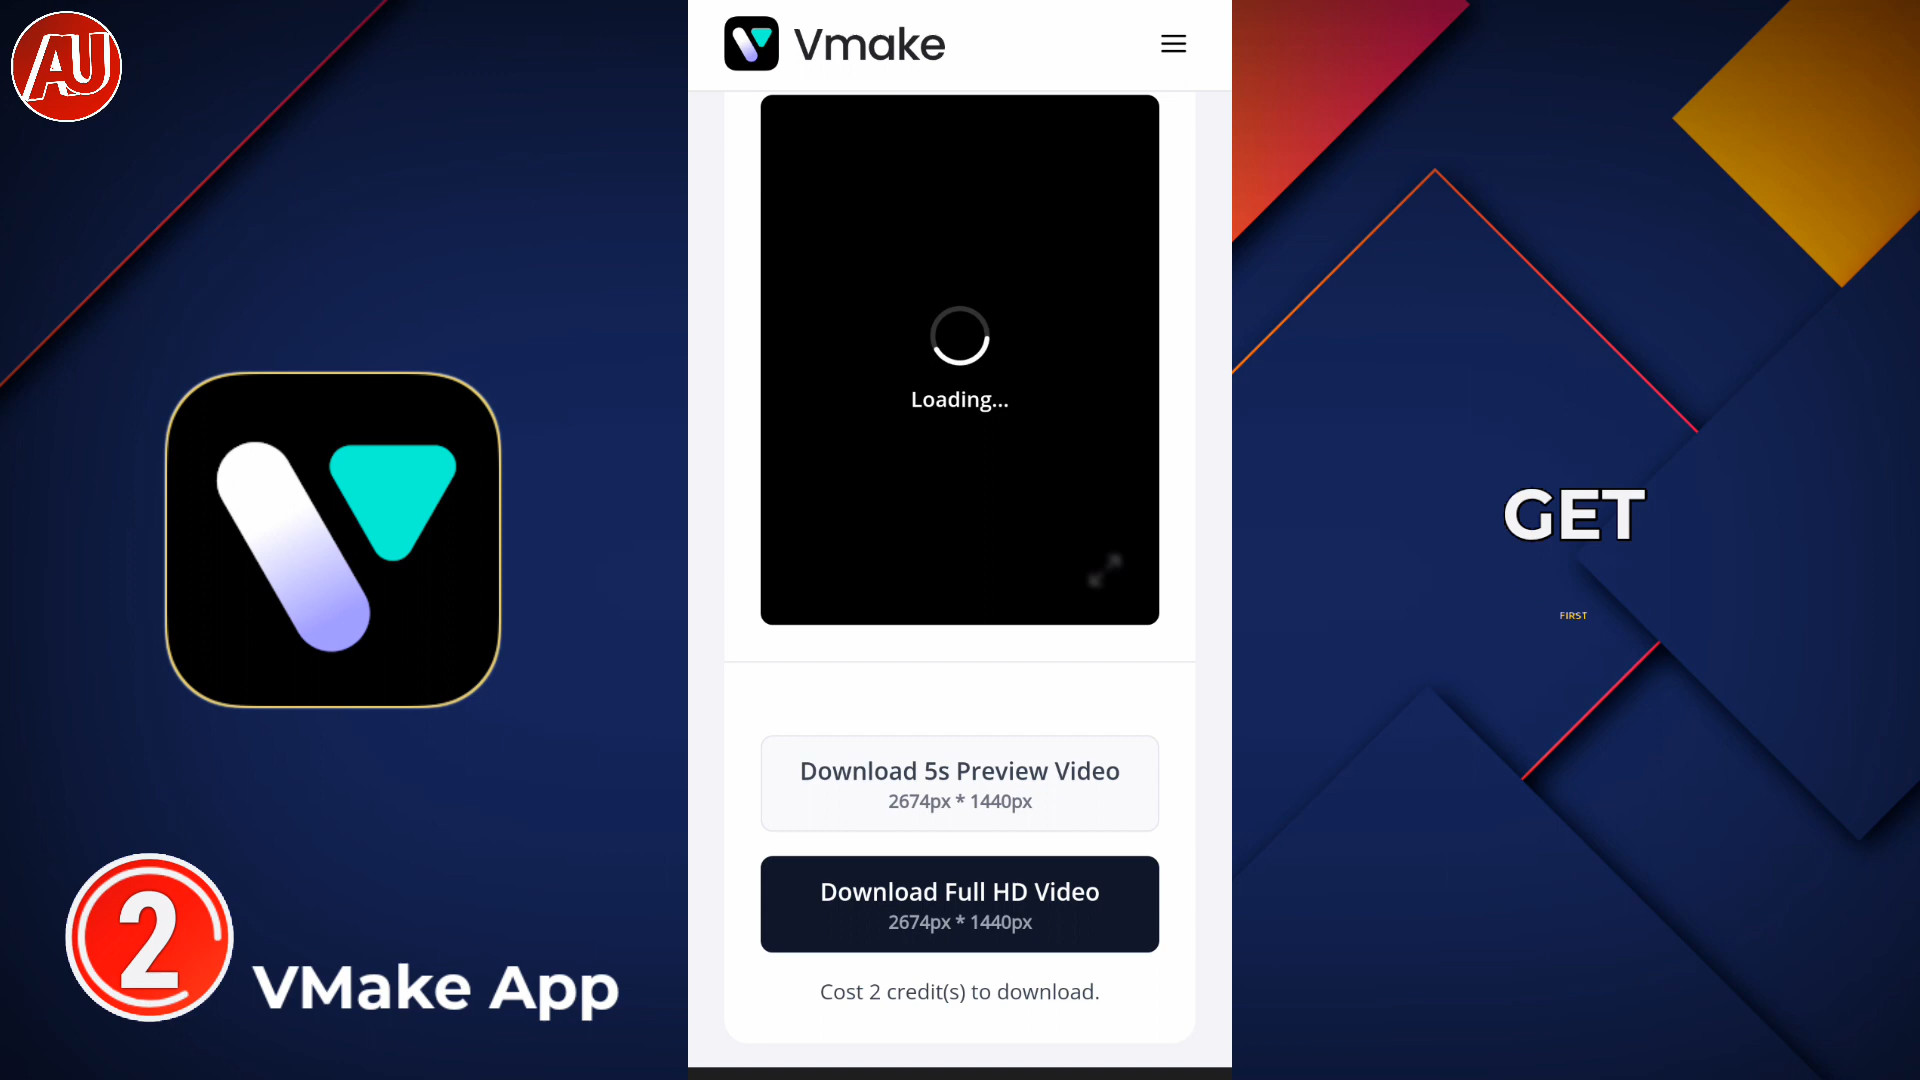 AU
Vmake
Loading...
Download 5s Preview Video
2674px * 1440px
Download Full HD Video
2674px * 1440px
Cost 2 credit(s) to download.
2
VMake App
GET
FIRST